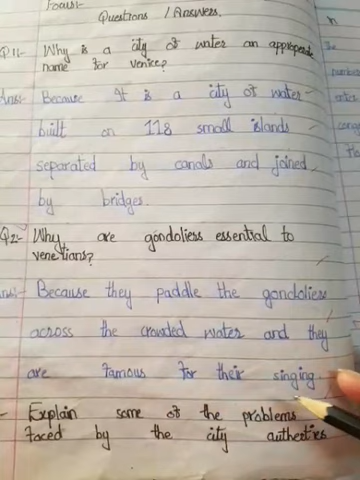 Focus:-
Questions / Answers.
Q1:- Why is a city of water an appropriate
name for venice?
Ans:- Because It is a city of water
built on 118 small islands
separated by canals and joined
by bridges.
Q2:- Why are gondoliers essential to
venetians?
Ans:- Because they paddle the gondoliers
across the crowded water and they
are famous for their singing.
Explain some of the problems
faced by the city autherties